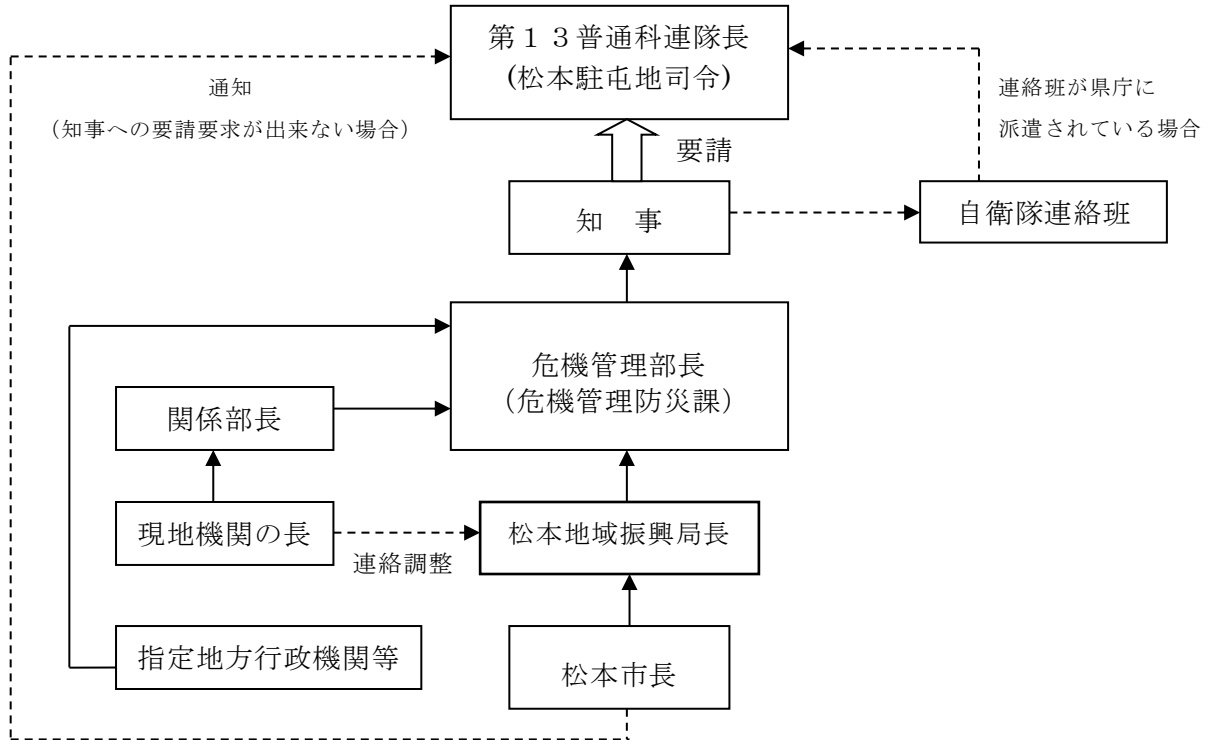 第１３普通科連隊長
(松本駐屯地司令)
通知
（知事への要請要求が出来ない場合）
連絡班が県庁に
派遣されている場合
要請
知　事
自衛隊連絡班
危機管理部長
（危機管理防災課）
関係部長
現地機関の長
連絡調整
松本地域振興局長
指定地方行政機関等
松本市長